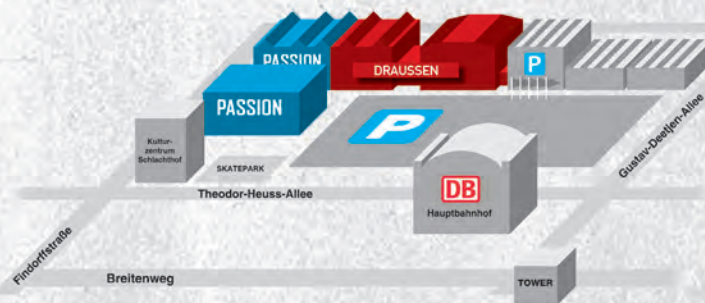 PASSION
DRAUSSEN
P
PASSION
P
Kultur-
zentrum
Schlachthof
SKATEPARK
Gustav-Deetjen-Allee
DB
Hauptbahnhof
Theodor-Heuss-Allee
Findorffstraße
Breitenweg
TOWER